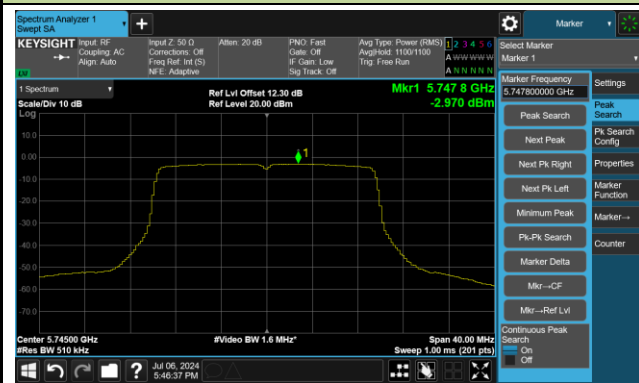 Spectrum Analyzer 1
Swept SA
+
Marker
KEYSIGHT
Input: RF
Coupling: AC
Align: Auto
Input Z: 50 Ω
Corrections: Off
Freq Ref: Int (S)
NFE: Adaptive
Atten: 20 dB
PNO: Fast
Gate: Off
IF Gain: Low
Sig Track: Off
Avg Type: Power (RMS)
Avg|Hold: 1100/1100
Trig: Free Run
1 2 3 4 5 6
A W W W W W
A N N N N N
LXI
Select Marker
Marker 1
1 Spectrum
Scale/Div 10 dB
Log
Ref Lvl Offset 12.30 dB
Ref Level 20.00 dBm
Mkr1 5.747 8 GHz
-2.970 dBm
10.0
0.00
-10.0
-20.0
-30.0
-40.0
-50.0
-60.0
-70.0
1
Center 5.74500 GHz
#Res BW 510 kHz
#Video BW 1.6 MHz*
Span 40.00 MHz
Sweep 1.00 ms (201 pts)
Marker Frequency
5.747800000 GHz
Peak Search
Next Peak
Next Pk Right
Next Pk Left
Minimum Peak
Pk-Pk Search
Marker Delta
Mkr→CF
Mkr→Ref Lvl
Continuous Peak
Search
On
Off
Settings
Peak
Search
Pk Search
Config
Properties
Marker
Function
Marker→
Counter
?
Jul 06, 2024
5:46:37 PM